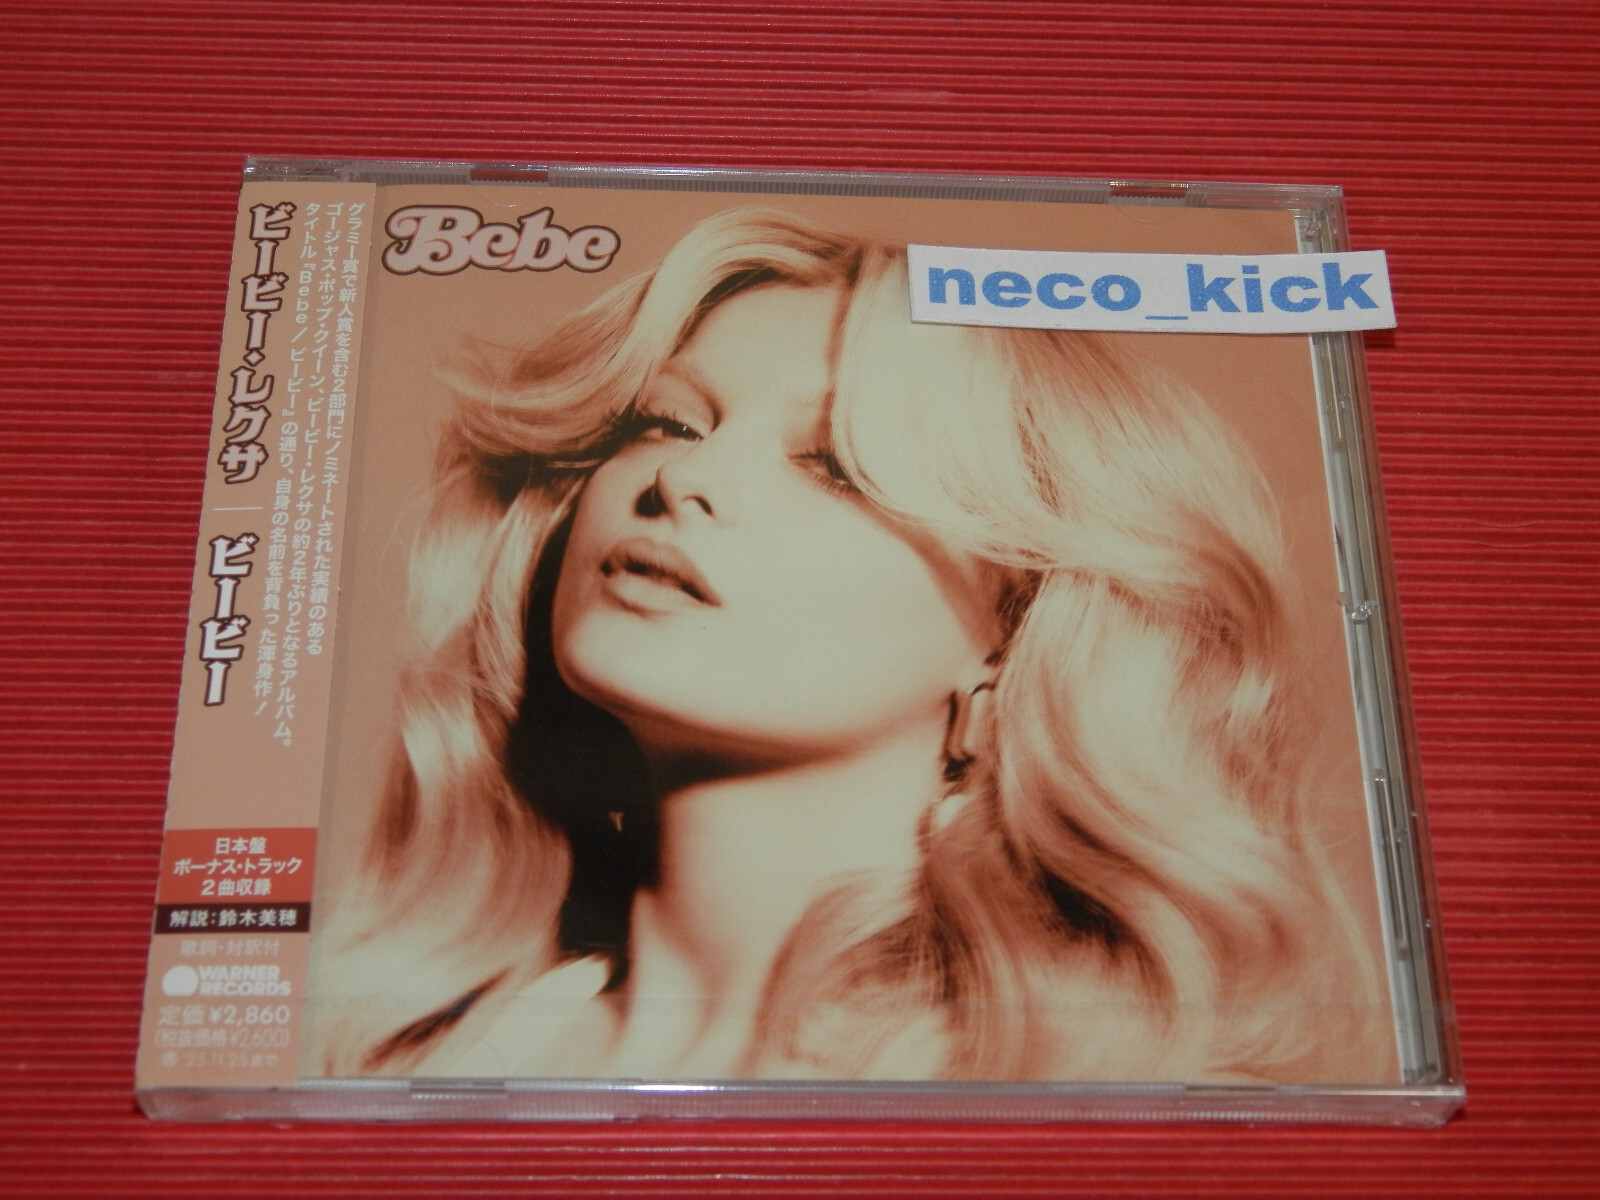 ビービー・レクサ ─ ビービー
グラミー賞で新人賞を含む2部門にノミネートされた実績のある
ゴージャス・ポップ・クイーン、ビービー・レクサの約2年ぶりとなるアルバム。
タイトル『Bebe／ビービー』の通り、自身の名前を背負った渾身作！
日本盤
ボーナス・トラック
2曲収録
解説：鈴木美穂
歌詞・対訳付
WARNER
RECORDS
定価￥2,860
(税抜価格￥2,600)
'23.11.25まで
Bebe
neco_kick